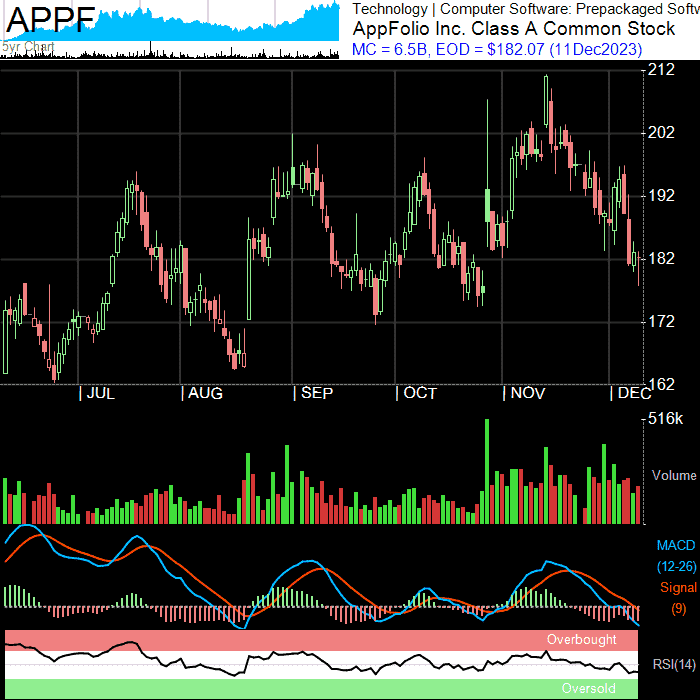 APPF
5yr Chart
Technology | Computer Software: Prepackaged Softw
AppFolio Inc. Class A Common Stock
MC = 6.5B, EOD = $182.07 (11Dec2023)
212
202
192
182
172
162
| JUL | AUG | SEP | OCT | NOV | DEC
516k
Volume
MACD
(12-26)
Signal
(9)
Overbought
RSI(14)
Oversold